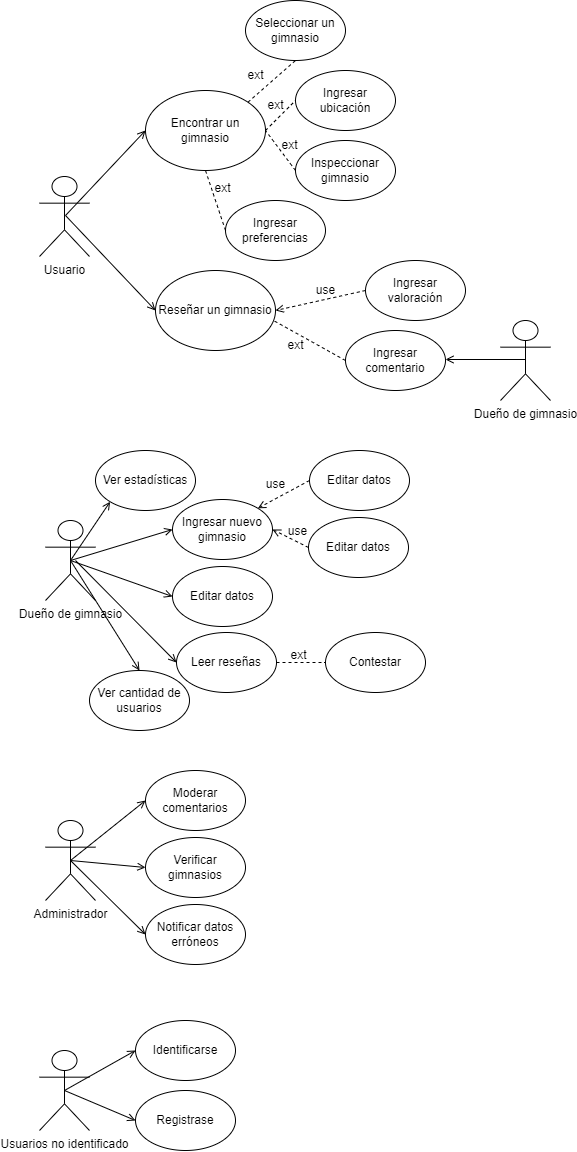 Seleccionar un
gimnasio
ext
Ingresar
ubicación
ext
Encontrar un
gimnasio
ext
Inspeccionar
gimnasio
ext
Ingresar
preferencias
Usuario
Reseñar un gimnasio
use
Ingresar
valoración
ext
Ingresar
comentario
Dueño de gimnasio
Ver estadísticas
use
Editar datos
Ingresar nuevo
gimnasio
use
Editar datos
Dueño de gimnasio
Editar datos
Leer reseñas
ext
Contestar
Ver cantidad de
usuarios
Moderar
comentarios
Verificar
gimnasios
Administrador
Notificar datos
erróneos
Identificarse
Registrase
Usuarios no identificado